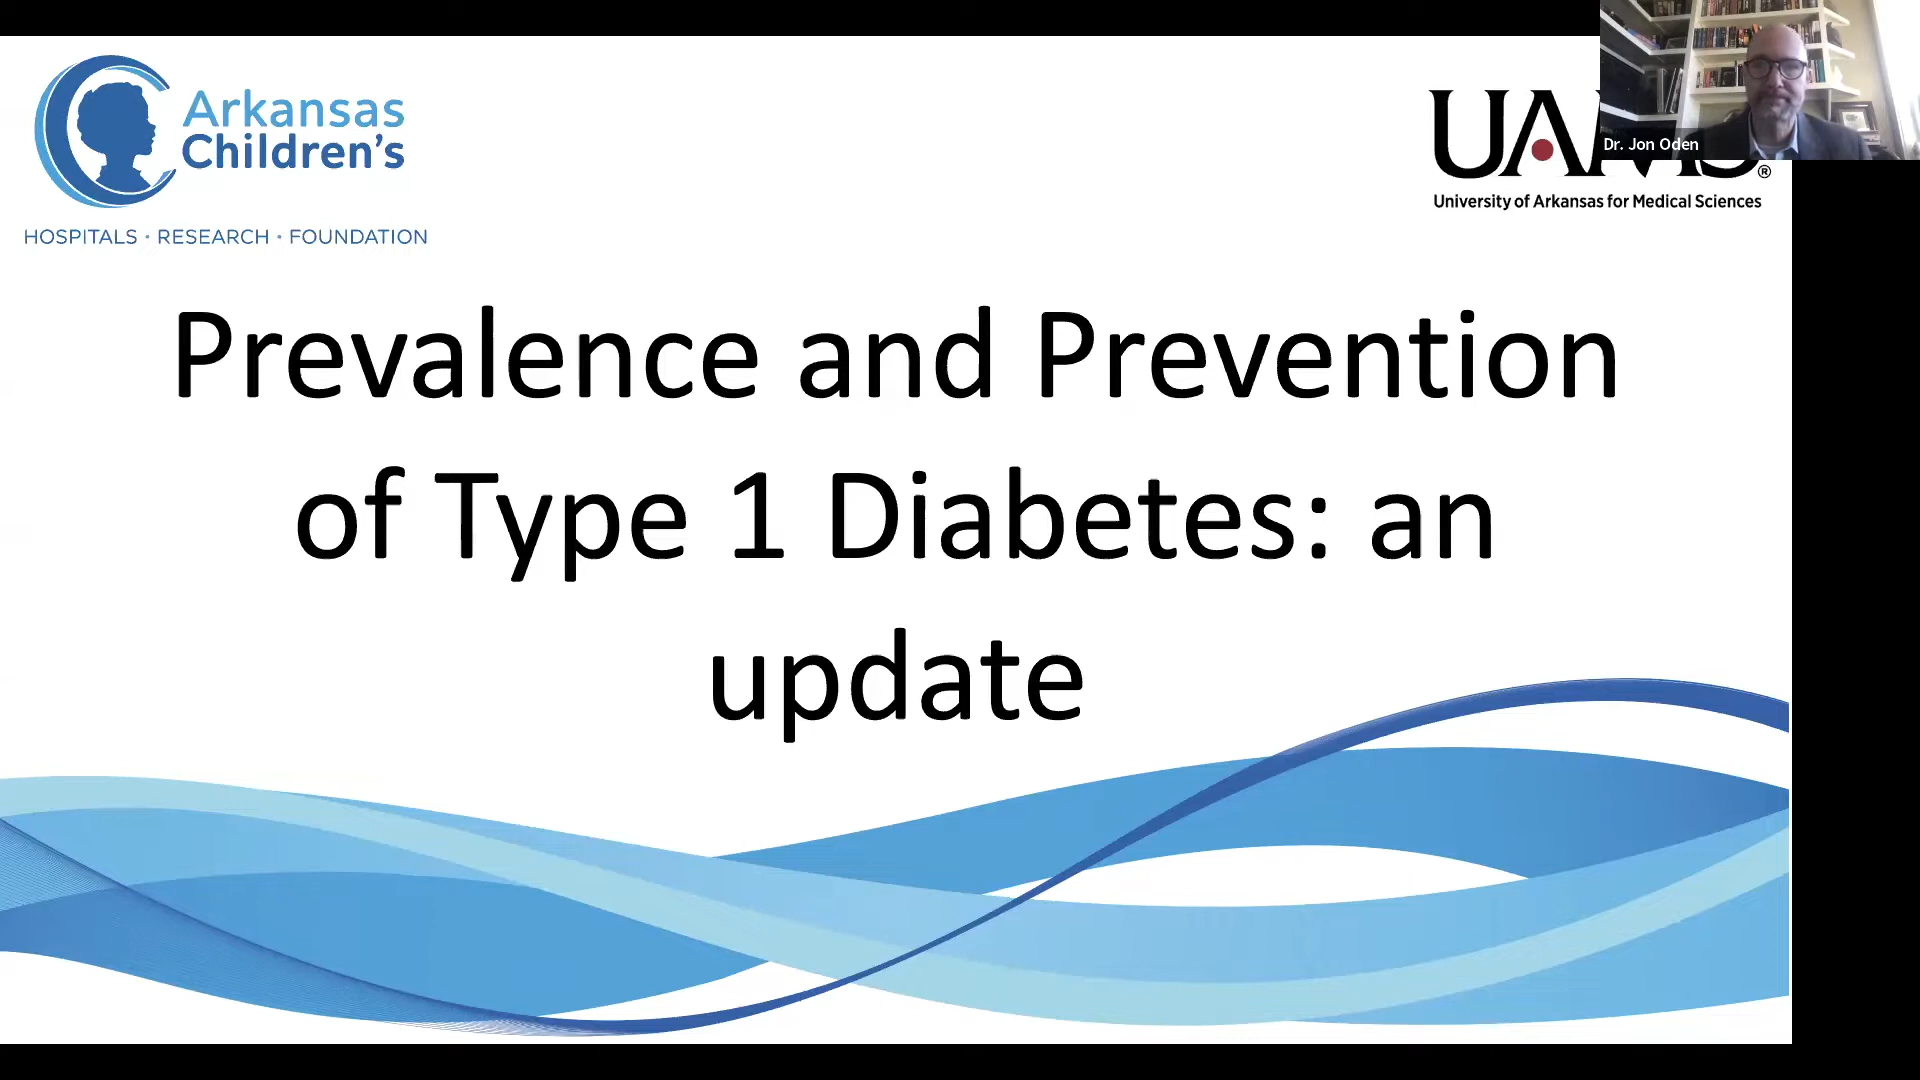 Arkansas
Children's
HOSPITALS · RESEARCH · FOUNDATION
UAMS®
University of Arkansas for Medical Sciences
Dr. Jon Oden
Prevalence and Prevention
of Type 1 Diabetes: an
update